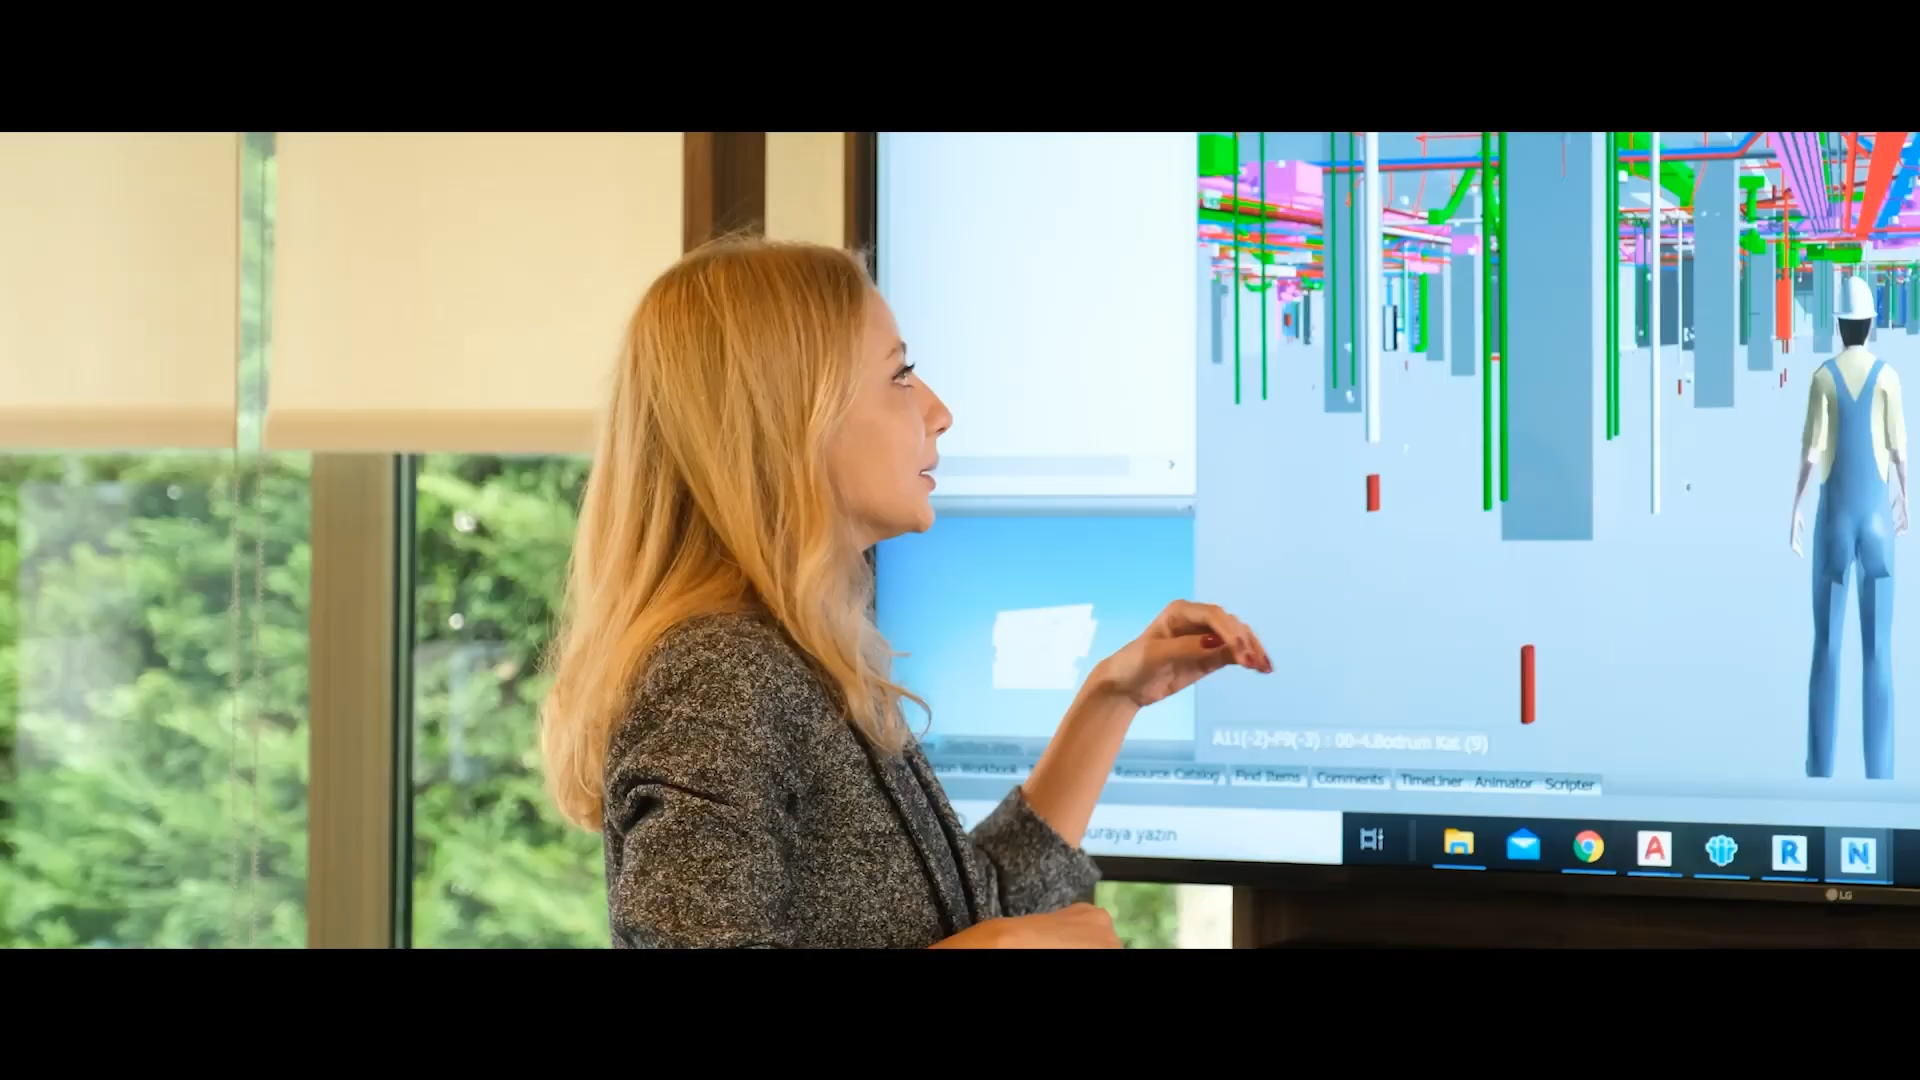 A11(-2)-F9(-3) : 00-4.Bodrum Kat (9)
Resource Catalog Find Items Comments TimeLiner Animator Scripter
buraya yazın
A R N
LG